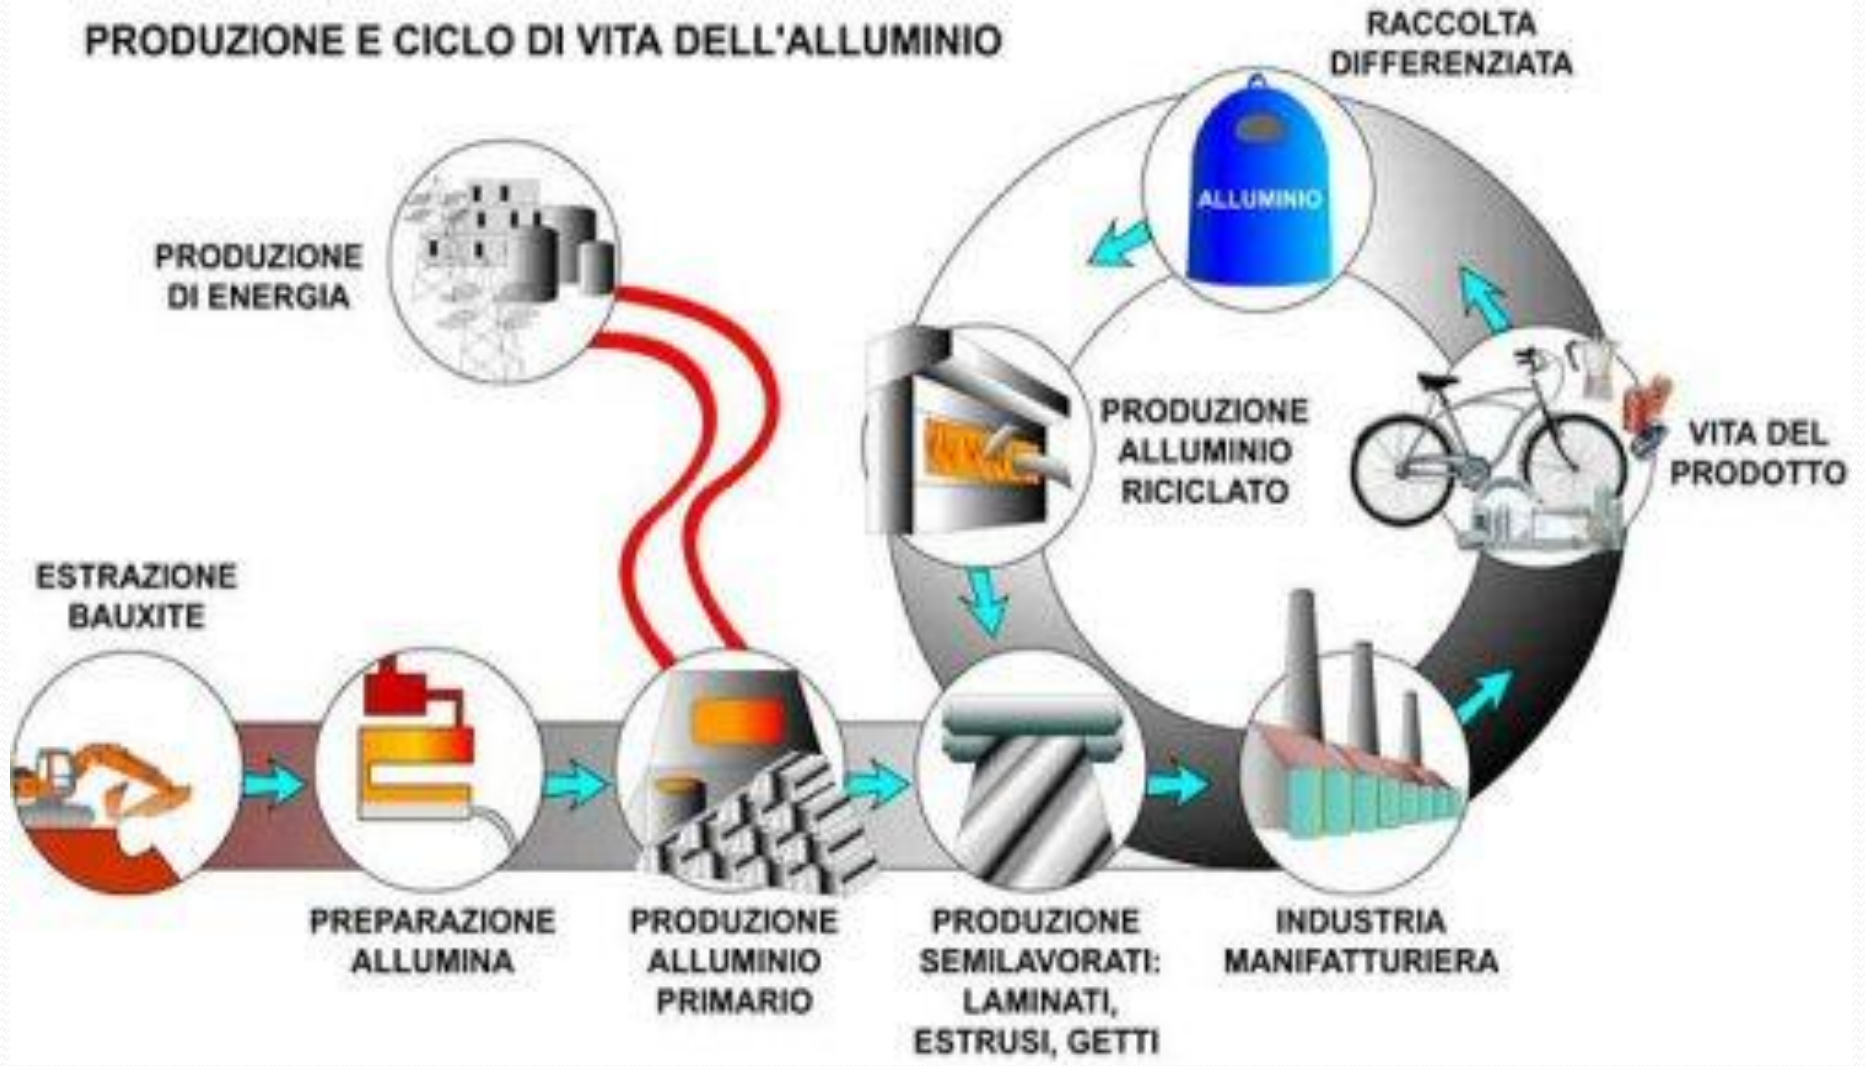 PRODUZIONE E CICLO DI VITA DELL'ALLUMINIO
RACCOLTA
DIFFERENZIATA
ALLUMINIO
PRODUZIONE
DI ENERGIA
PRODUZIONE
ALLUMINIO
RICICLATO
VITA DEL
PRODOTTO
ESTRAZIONE
BAUXITE
PREPARAZIONE
ALLUMINA
PRODUZIONE
ALLUMINIO
PRIMARIO
PRODUZIONE
SEMILAVORATI:
LAMINATI,
ESTRUSI, GETTI
INDUSTRIA
MANIFATTURIERA